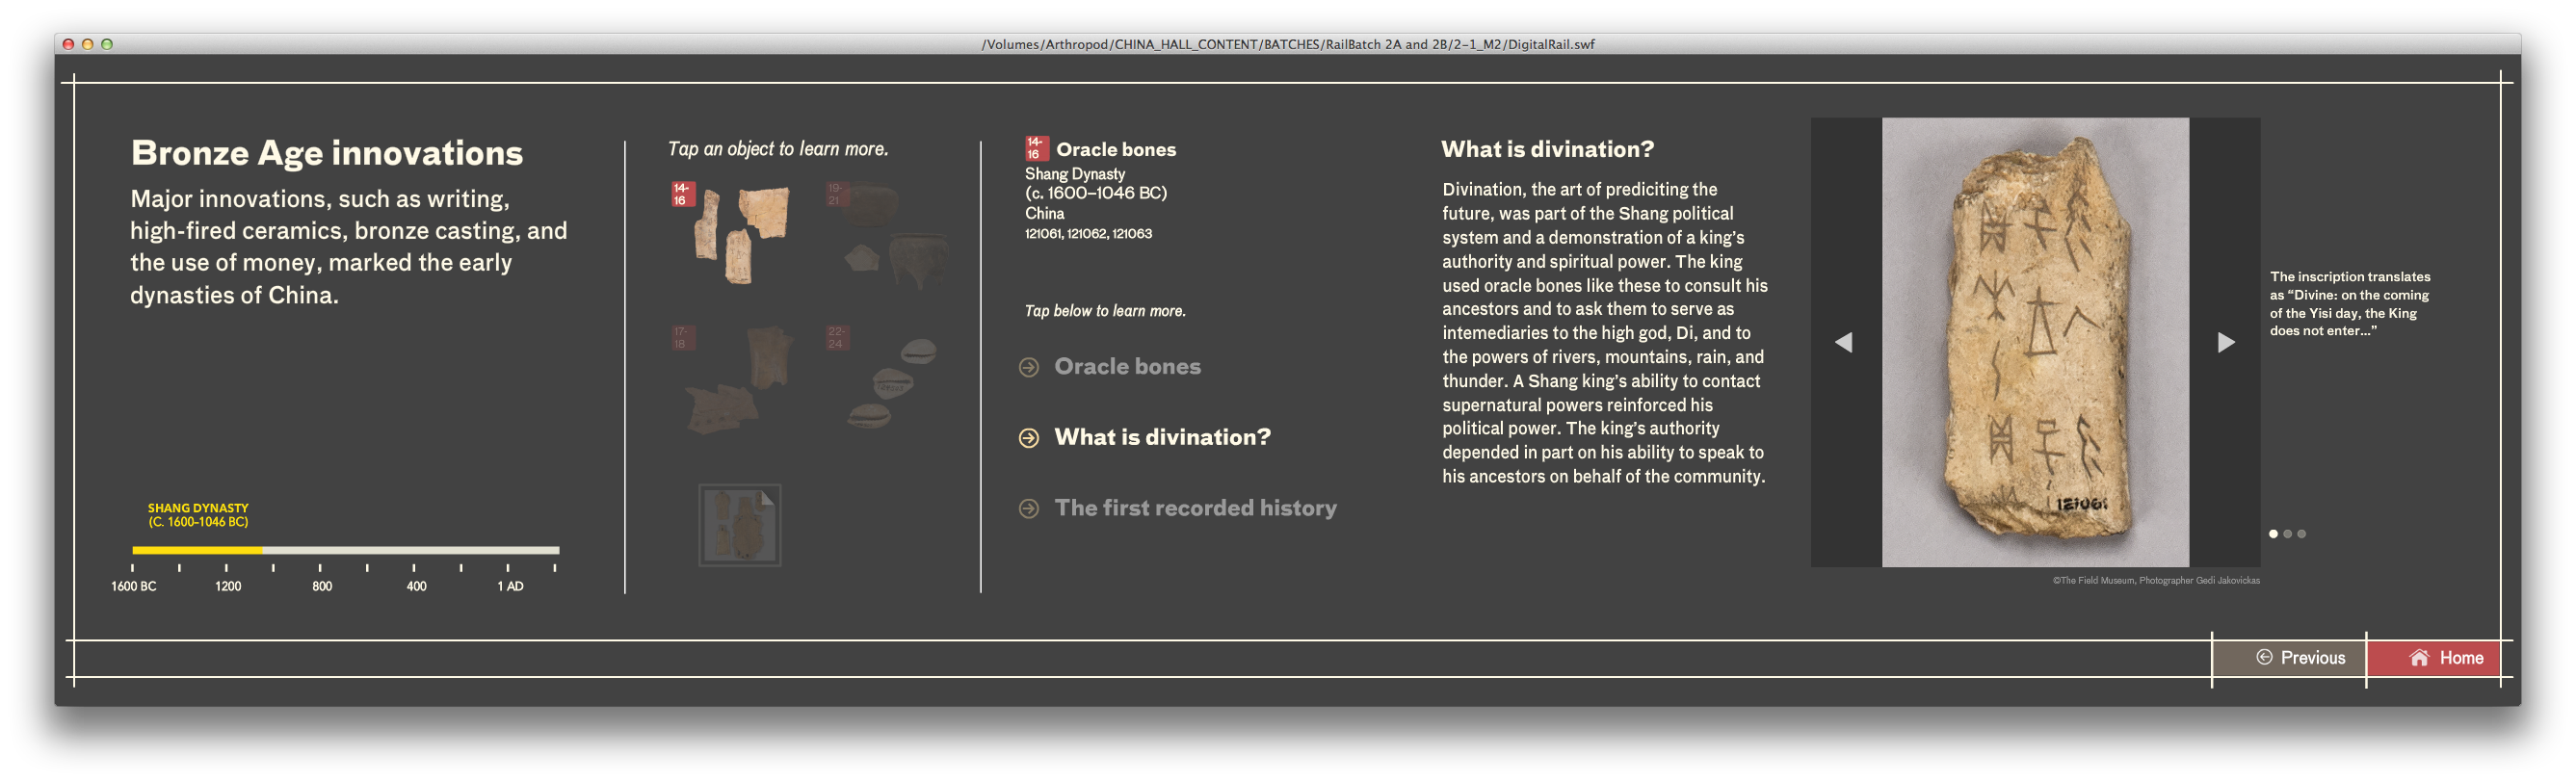 /Volumes/Arthropod/CHINA_HALL_CONTENT/BATCHES/RailBatch 2A and 2B/2-1_M2/DigitalRail.swf
Bronze Age innovations
Major innovations, such as writing,
high-fired ceramics, bronze casting, and
the use of money, marked the early
dynasties of China.
SHANG DYNASTY
(C. 1600-1046 BC)
1600 BC 1200 800 400 1 AD
Tap an object to learn more.
14-
16
19-
21
17-
18
22-
24
14-
16
Oracle bones
Shang Dynasty
(c. 1600–1046 BC)
China
121061, 121062, 121063
Tap below to learn more.
Oracle bones
What is divination?
The first recorded history
What is divination?
Divination, the art of prediciting the
future, was part of the Shang political
system and a demonstration of a king’s
authority and spiritual power. The king
used oracle bones like these to consult his
ancestors and to ask them to serve as
intemediaries to the high god, Di, and to
the powers of rivers, mountains, rain, and
thunder. A Shang king’s ability to contact
supernatural powers reinforced his
political power. The king’s authority
depended in part on his ability to speak to
his ancestors on behalf of the community.
The inscription translates
as “Divine: on the coming
of the Yisi day, the King
does not enter...”
©The Field Museum, Photographer Gedi Jakovickas
Previous
Home